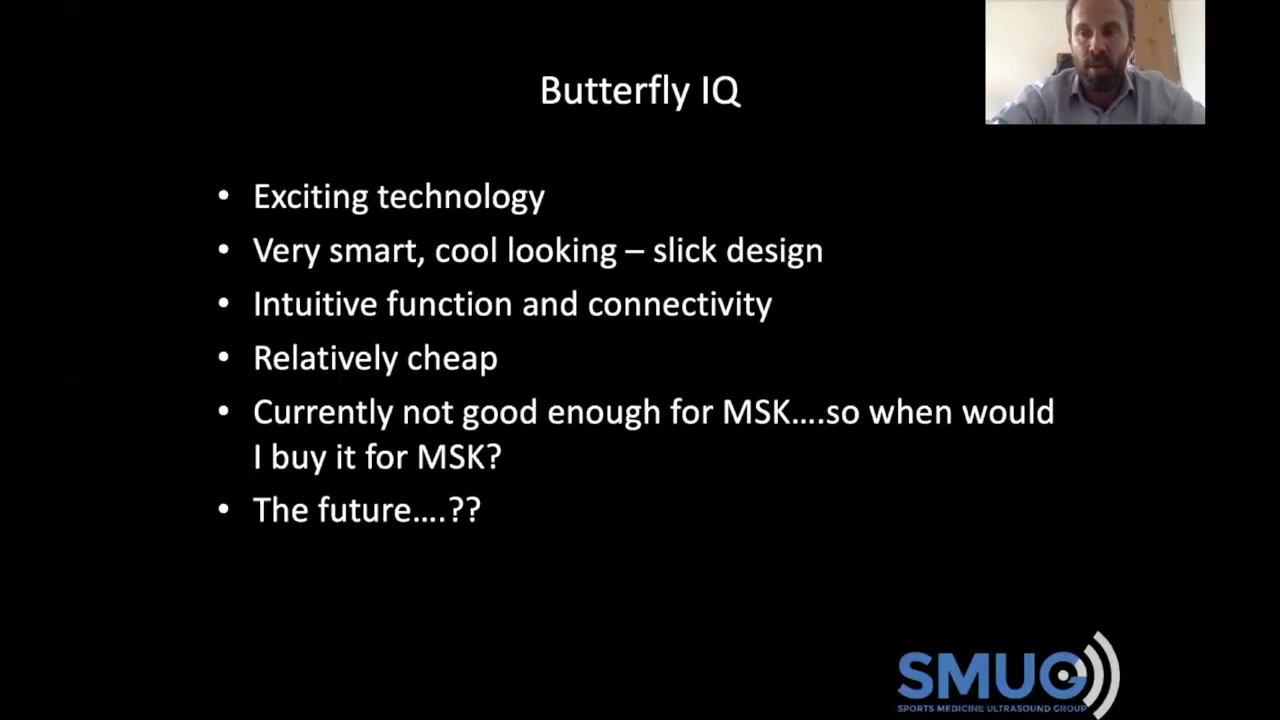 Butterfly IQ
• Exciting technology
• Very smart, cool looking – slick design
• Intuitive function and connectivity
• Relatively cheap
• Currently not good enough for MSK….so when would
I buy it for MSK?
• The future….??
SMUG
SPORTS MEDICINE ULTRASOUND GROUP